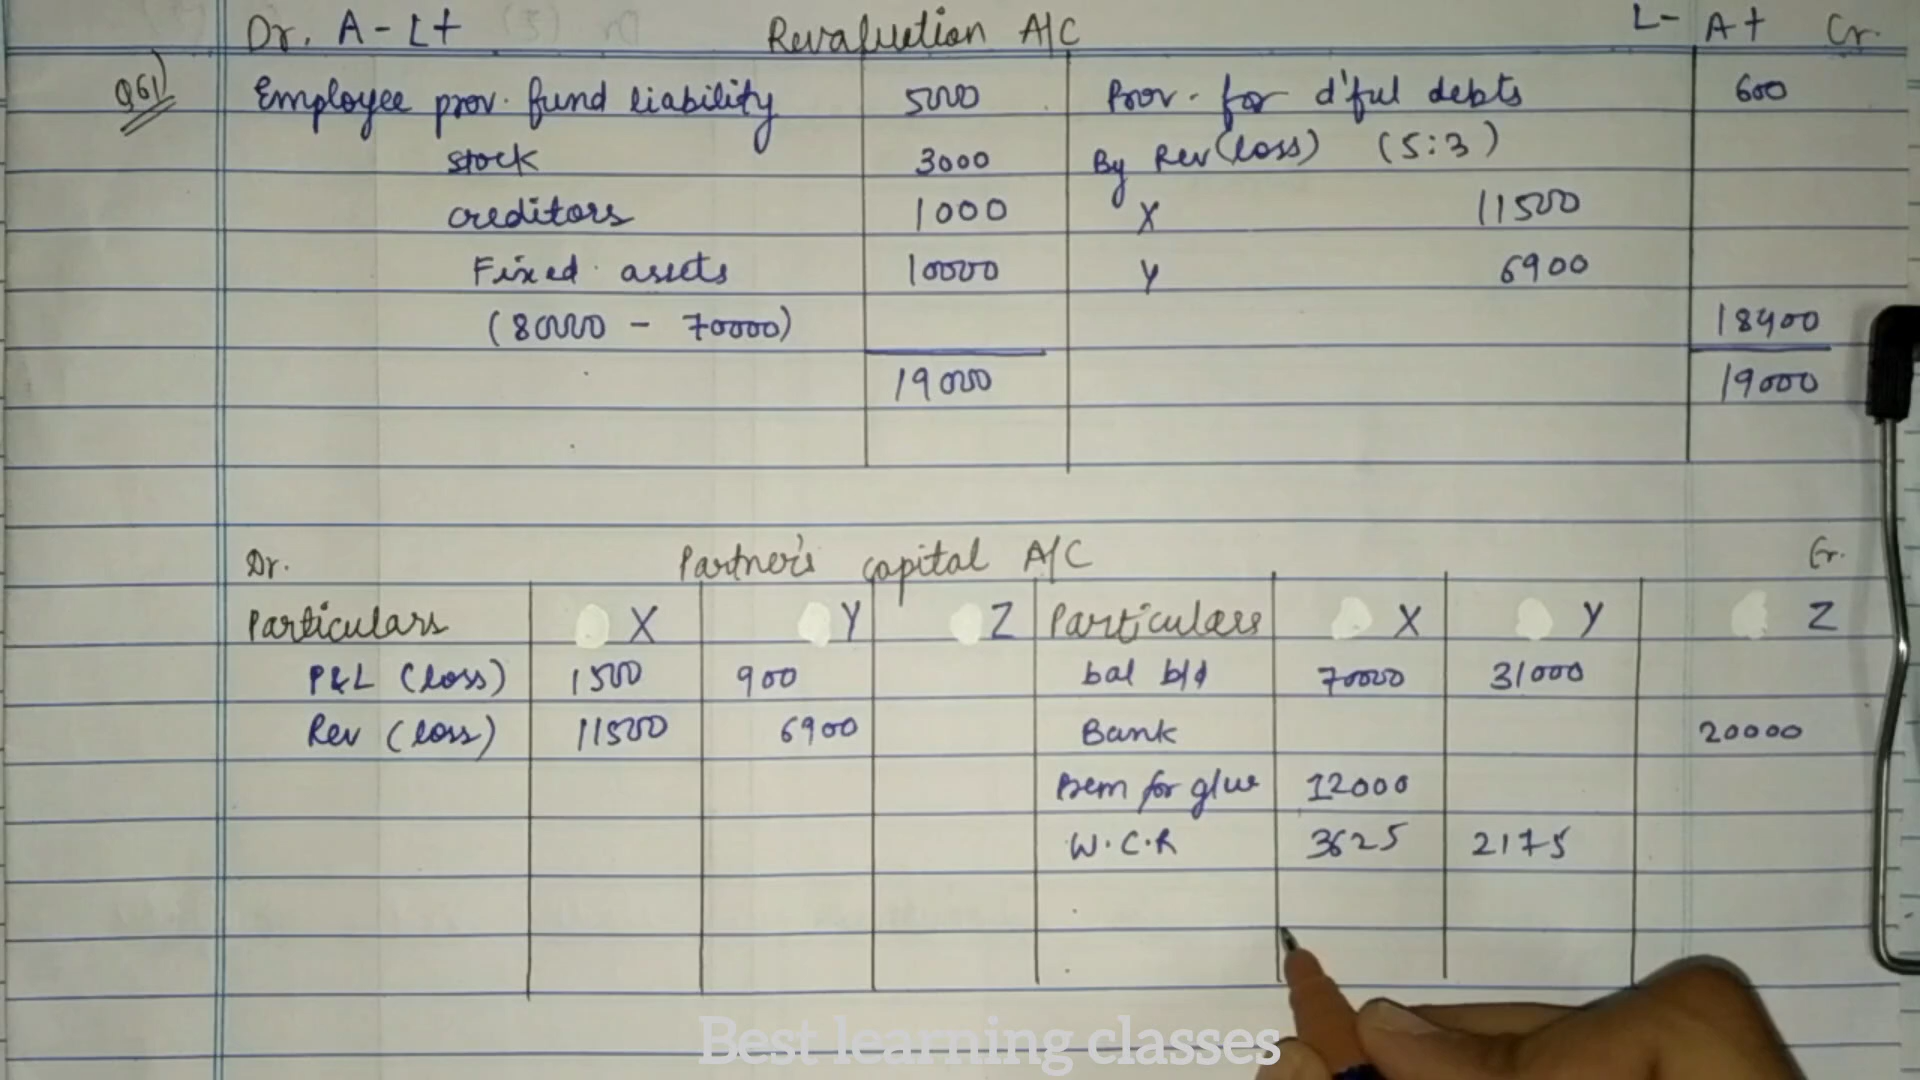 Dr. A - L+ Revaluation A/C L- A+ Cr.
Q61) Employee prov. fund liability 5000 Prov. for d'ful debts 600
stock 3000 By Rev (loss) (5:3)
creditors 1000 X 11500
Fixed assets 10000 Y 6900
(80000 - 70000) 18400
19000 19000
Dr. Partner's capital A/C Cr.
Particulars X Y Z Particulars X Y Z
P&L (loss) 1500 900 bal b/d 70000 31000
Rev (loss) 11500 6900 Bank 20000
Prem for g/w 12000
W.C.R 3625 2175
Best learning classes